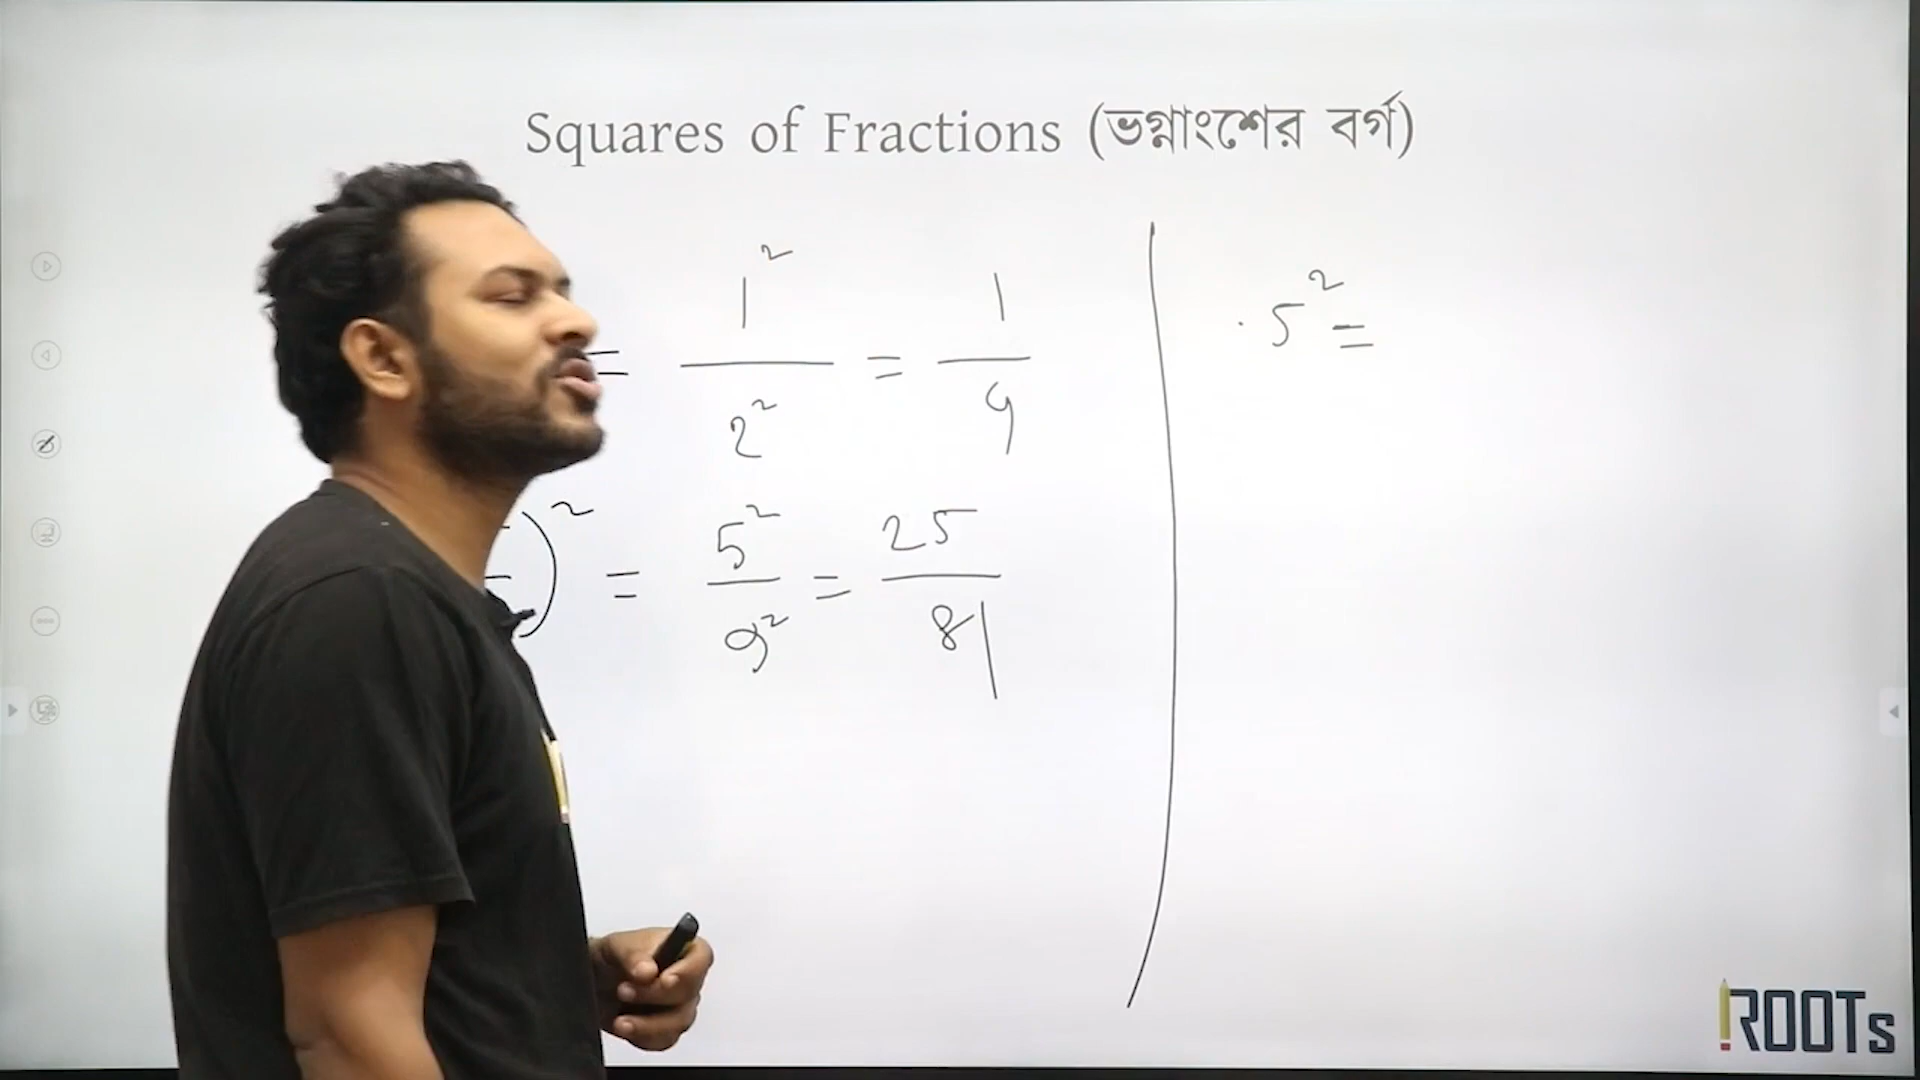 Squares of Fractions (ভগ্নাংশের বর্গ)
= 1² / 2² = 1 / 4
)² = 5² / 9² = 25 / 81
.5² =
ROOTs